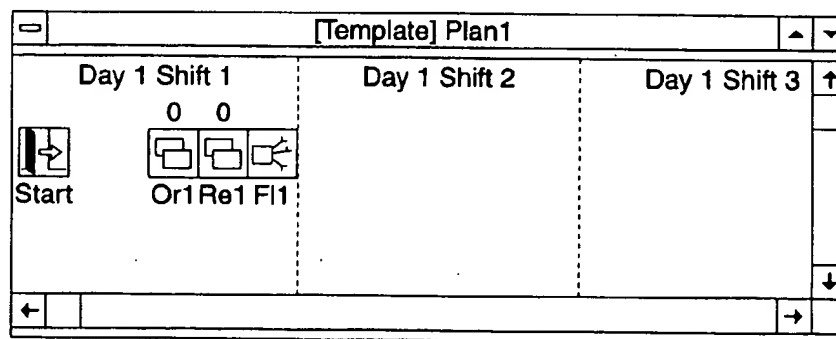 [Template] Plan1
Day 1 Shift 1 Day 1 Shift 2 Day 1 Shift 3
0 0
Start Or1 Re1 Fl1